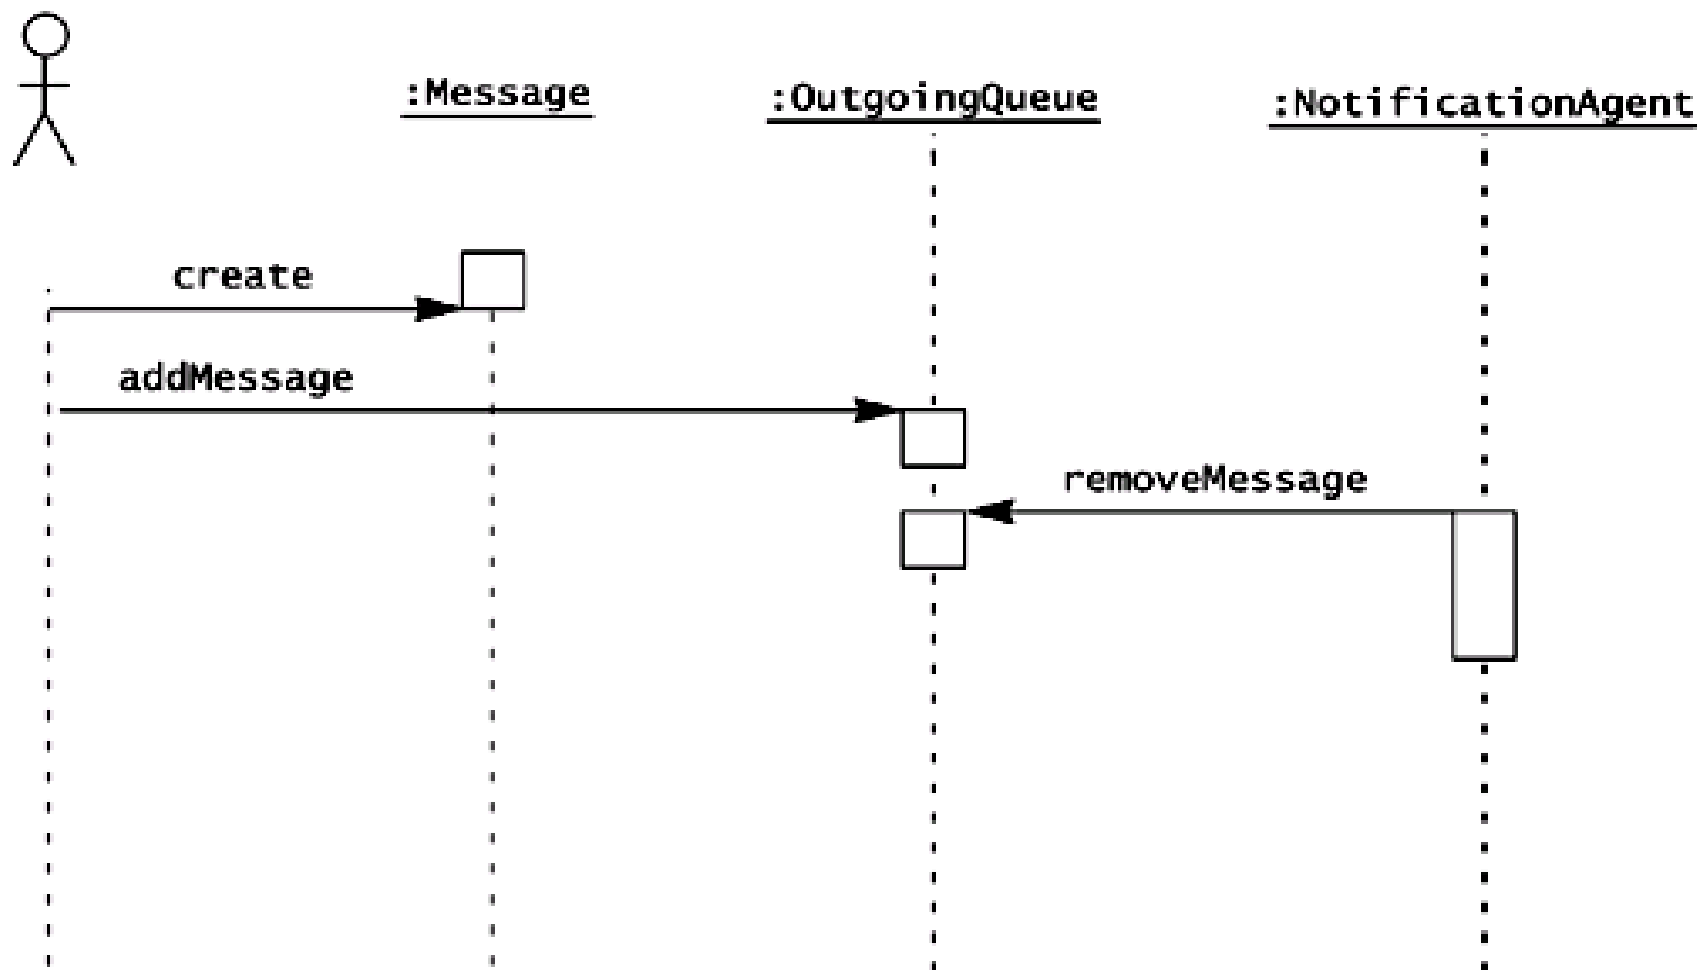 :Message
:OutgoingQueue
:NotificationAgent
create
addMessage
removeMessage